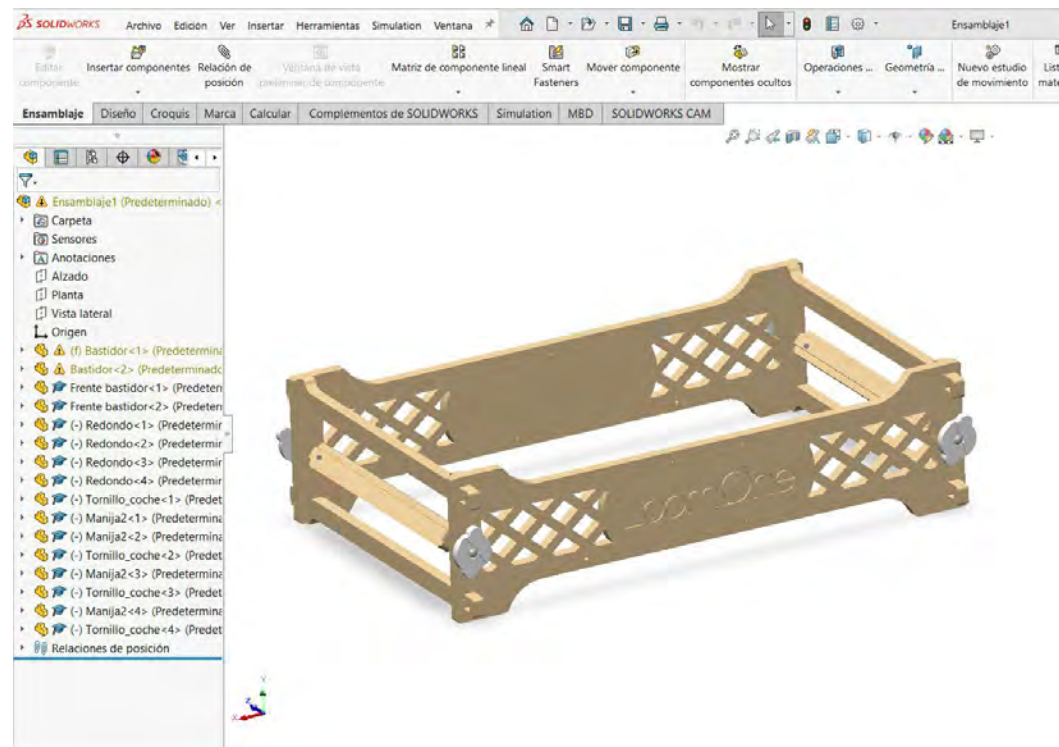 SOLIDWORKS Archivo Edición Ver Insertar Herramientas Simulation Ventana Ensamblaje1
Editar componente
Insertar componentes
Relación de posición
Ventana de vista preliminar de componente
Matriz de componente lineal
Smart Fasteners
Mover componente
Mostrar componentes ocultos
Operaciones ...
Geometría ...
Nuevo estudio de movimiento
Ensamblaje Diseño Croquis Marca Calcular Complementos de SOLIDWORKS Simulation MBD SOLIDWORKS CAM
Ensamblaje1 (Predeterminado) <
Carpeta
Sensores
Anotaciones
Alzado
Planta
Vista lateral
Origen
(f) Bastidor<1> (Predetermina
Bastidor<2> (Predeterminado
Frente bastidor<1> (Predeter
Frente bastidor<2> (Predeter
(-) Redondo<1> (Predetermir
(-) Redondo<2> (Predetermir
(-) Redondo<3> (Predetermir
(-) Redondo<4> (Predetermir
(-) Tornillo_coche<1> (Predet
(-) Manija2<1> (Predetermina
(-) Manija2<2> (Predetermina
(-) Tornillo_coche<2> (Predet
(-) Manija2<3> (Predetermina
(-) Tornillo_coche<3> (Predet
(-) Manija2<4> (Predetermina
(-) Tornillo_coche<4> (Predet
Relaciones de posición
LoomOne
Y
Z
X